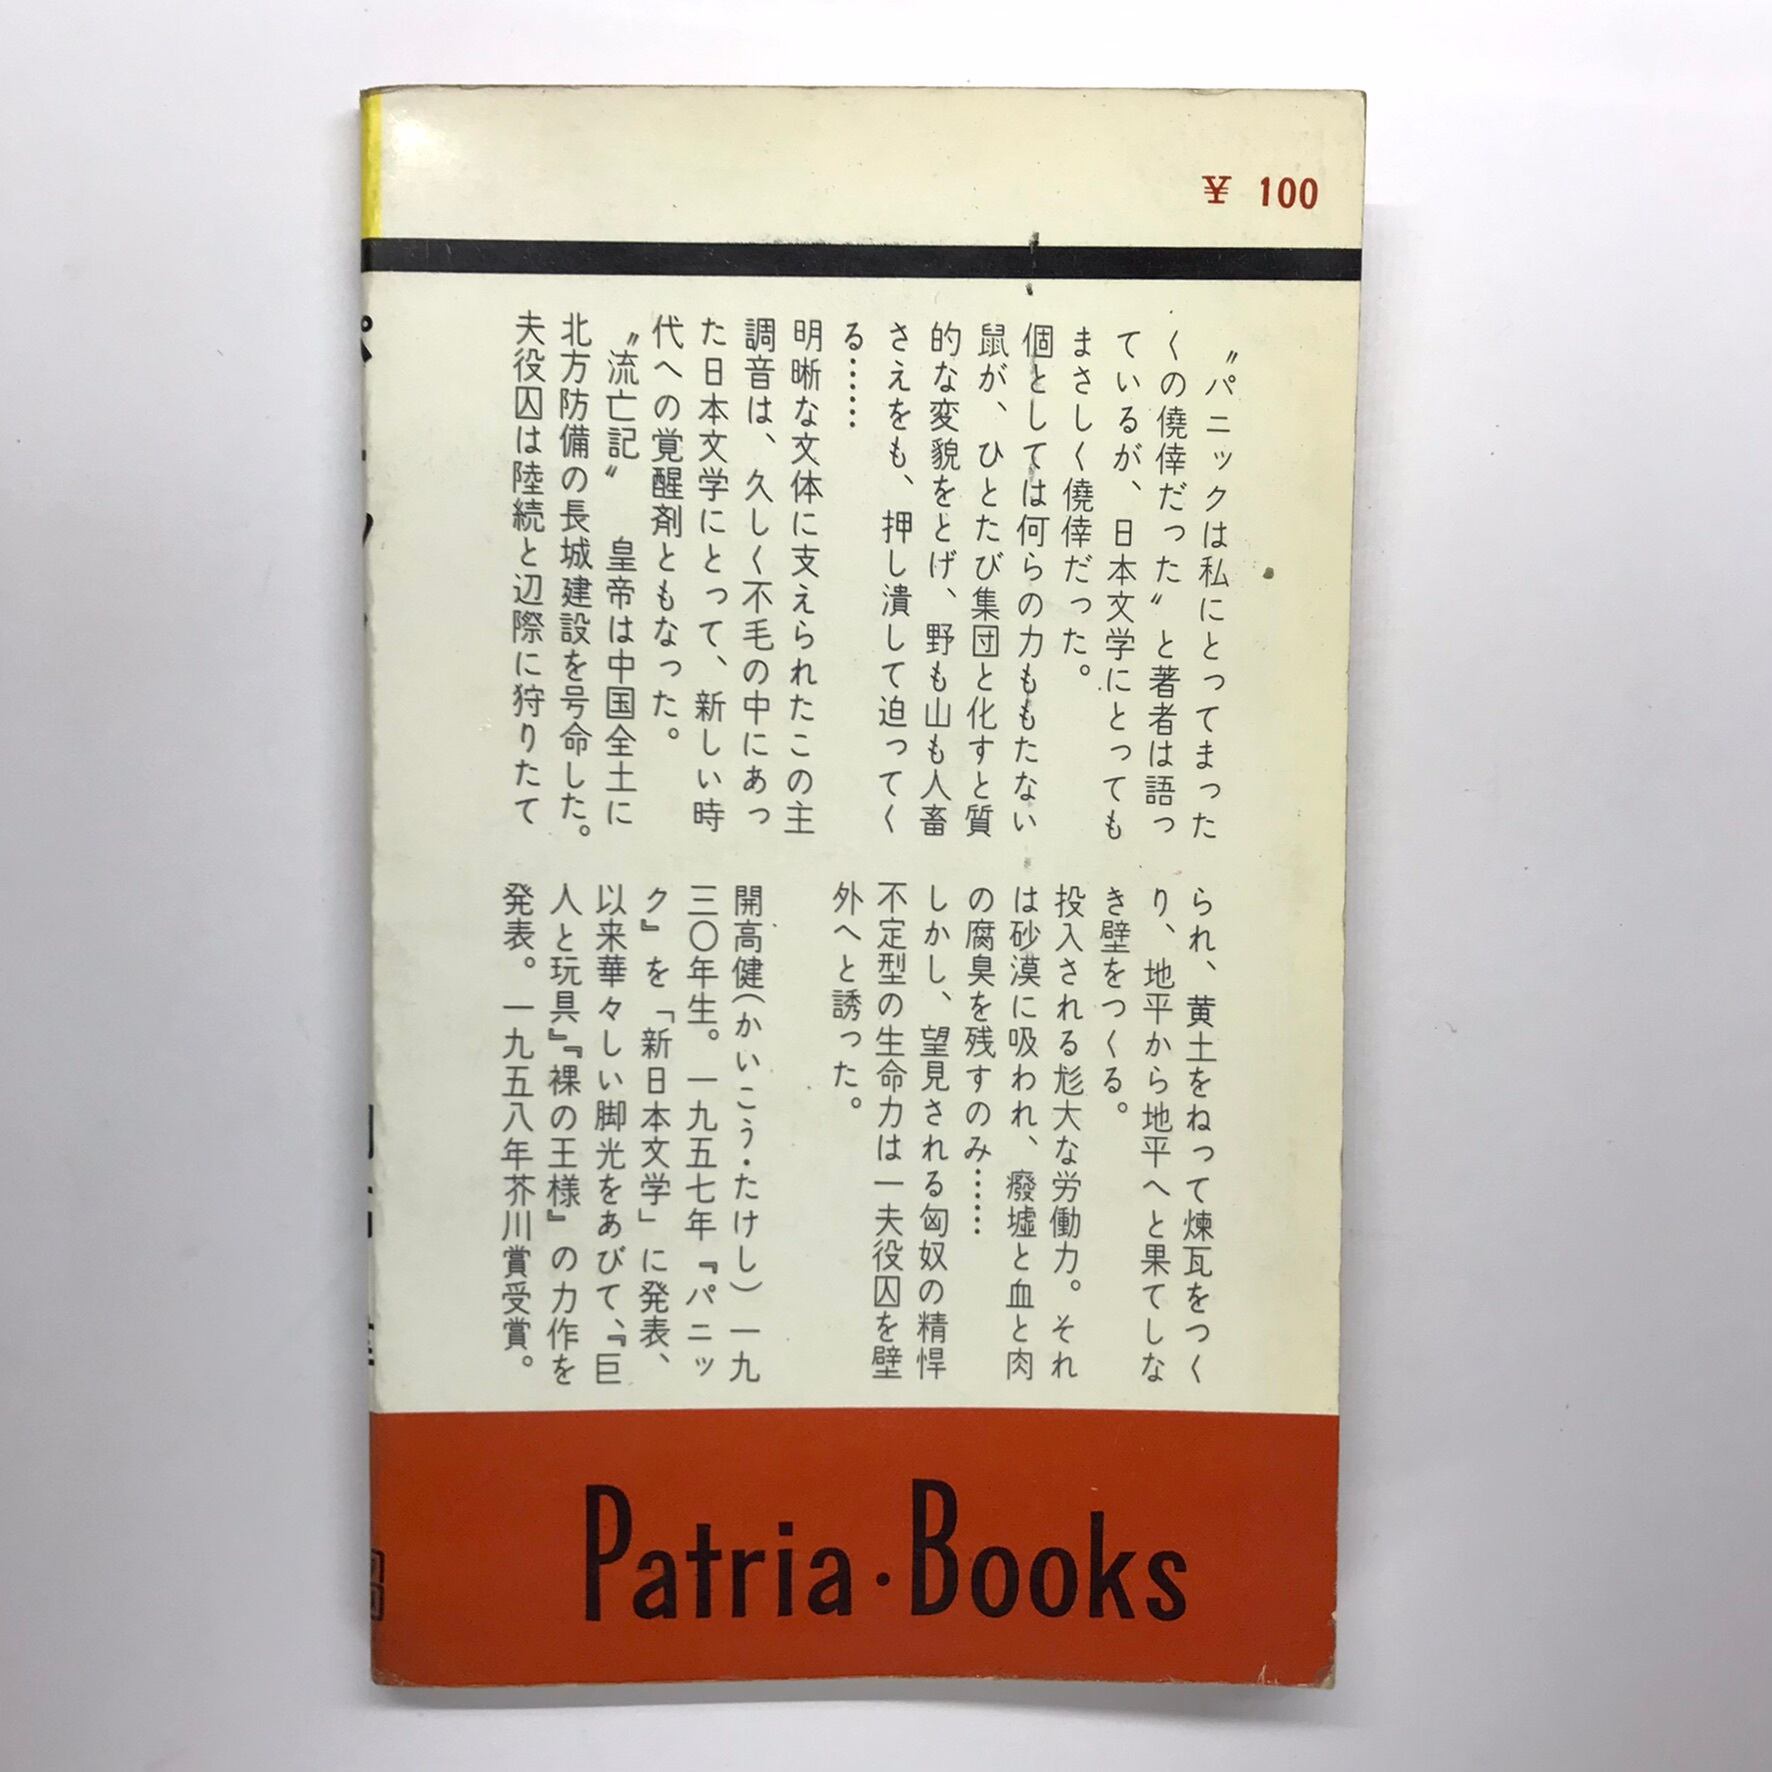 ¥ 100
〝パニックは私にとってまった
くの僥倖だった〟と著者は語っ
ているが、日本文学にとっても
まさしく僥倖だった。
個としては何らの力ももたない
鼠が、ひとたび集団と化すと質
的な変貌をとげ、野も山も人畜
さえをも、押し潰して迫ってく
る……
明晰な文体に支えられたこの主
調音は、久しく不毛の中にあっ
た日本文学にとって、新しい時
代への覚醒剤ともなった。
〝流亡記〟 皇帝は中国全土に
北方防備の長城建設を号命した。
夫役囚は陸続と辺際に狩りたて
られ、黄土をねって煉瓦をつく
り、地平から地平へと果てしな
き壁をつくる。
投入される尨大な労働力。それ
は砂漠に吸われ、廃墟と血と肉
の腐臭を残すのみ……
しかし、望見される匈奴の精悍
不定型の生命力は一夫役囚を壁
外へと誘った。
開高健(かいこう・たけし) 一九
三〇年生。一九五七年『パニッ
ク』を「新日本文学」に発表、
以来華々しい脚光をあびて、『巨
人と玩具』『裸の王様』の力作を
発表。一九五八年芥川賞受賞。
Patria・Books